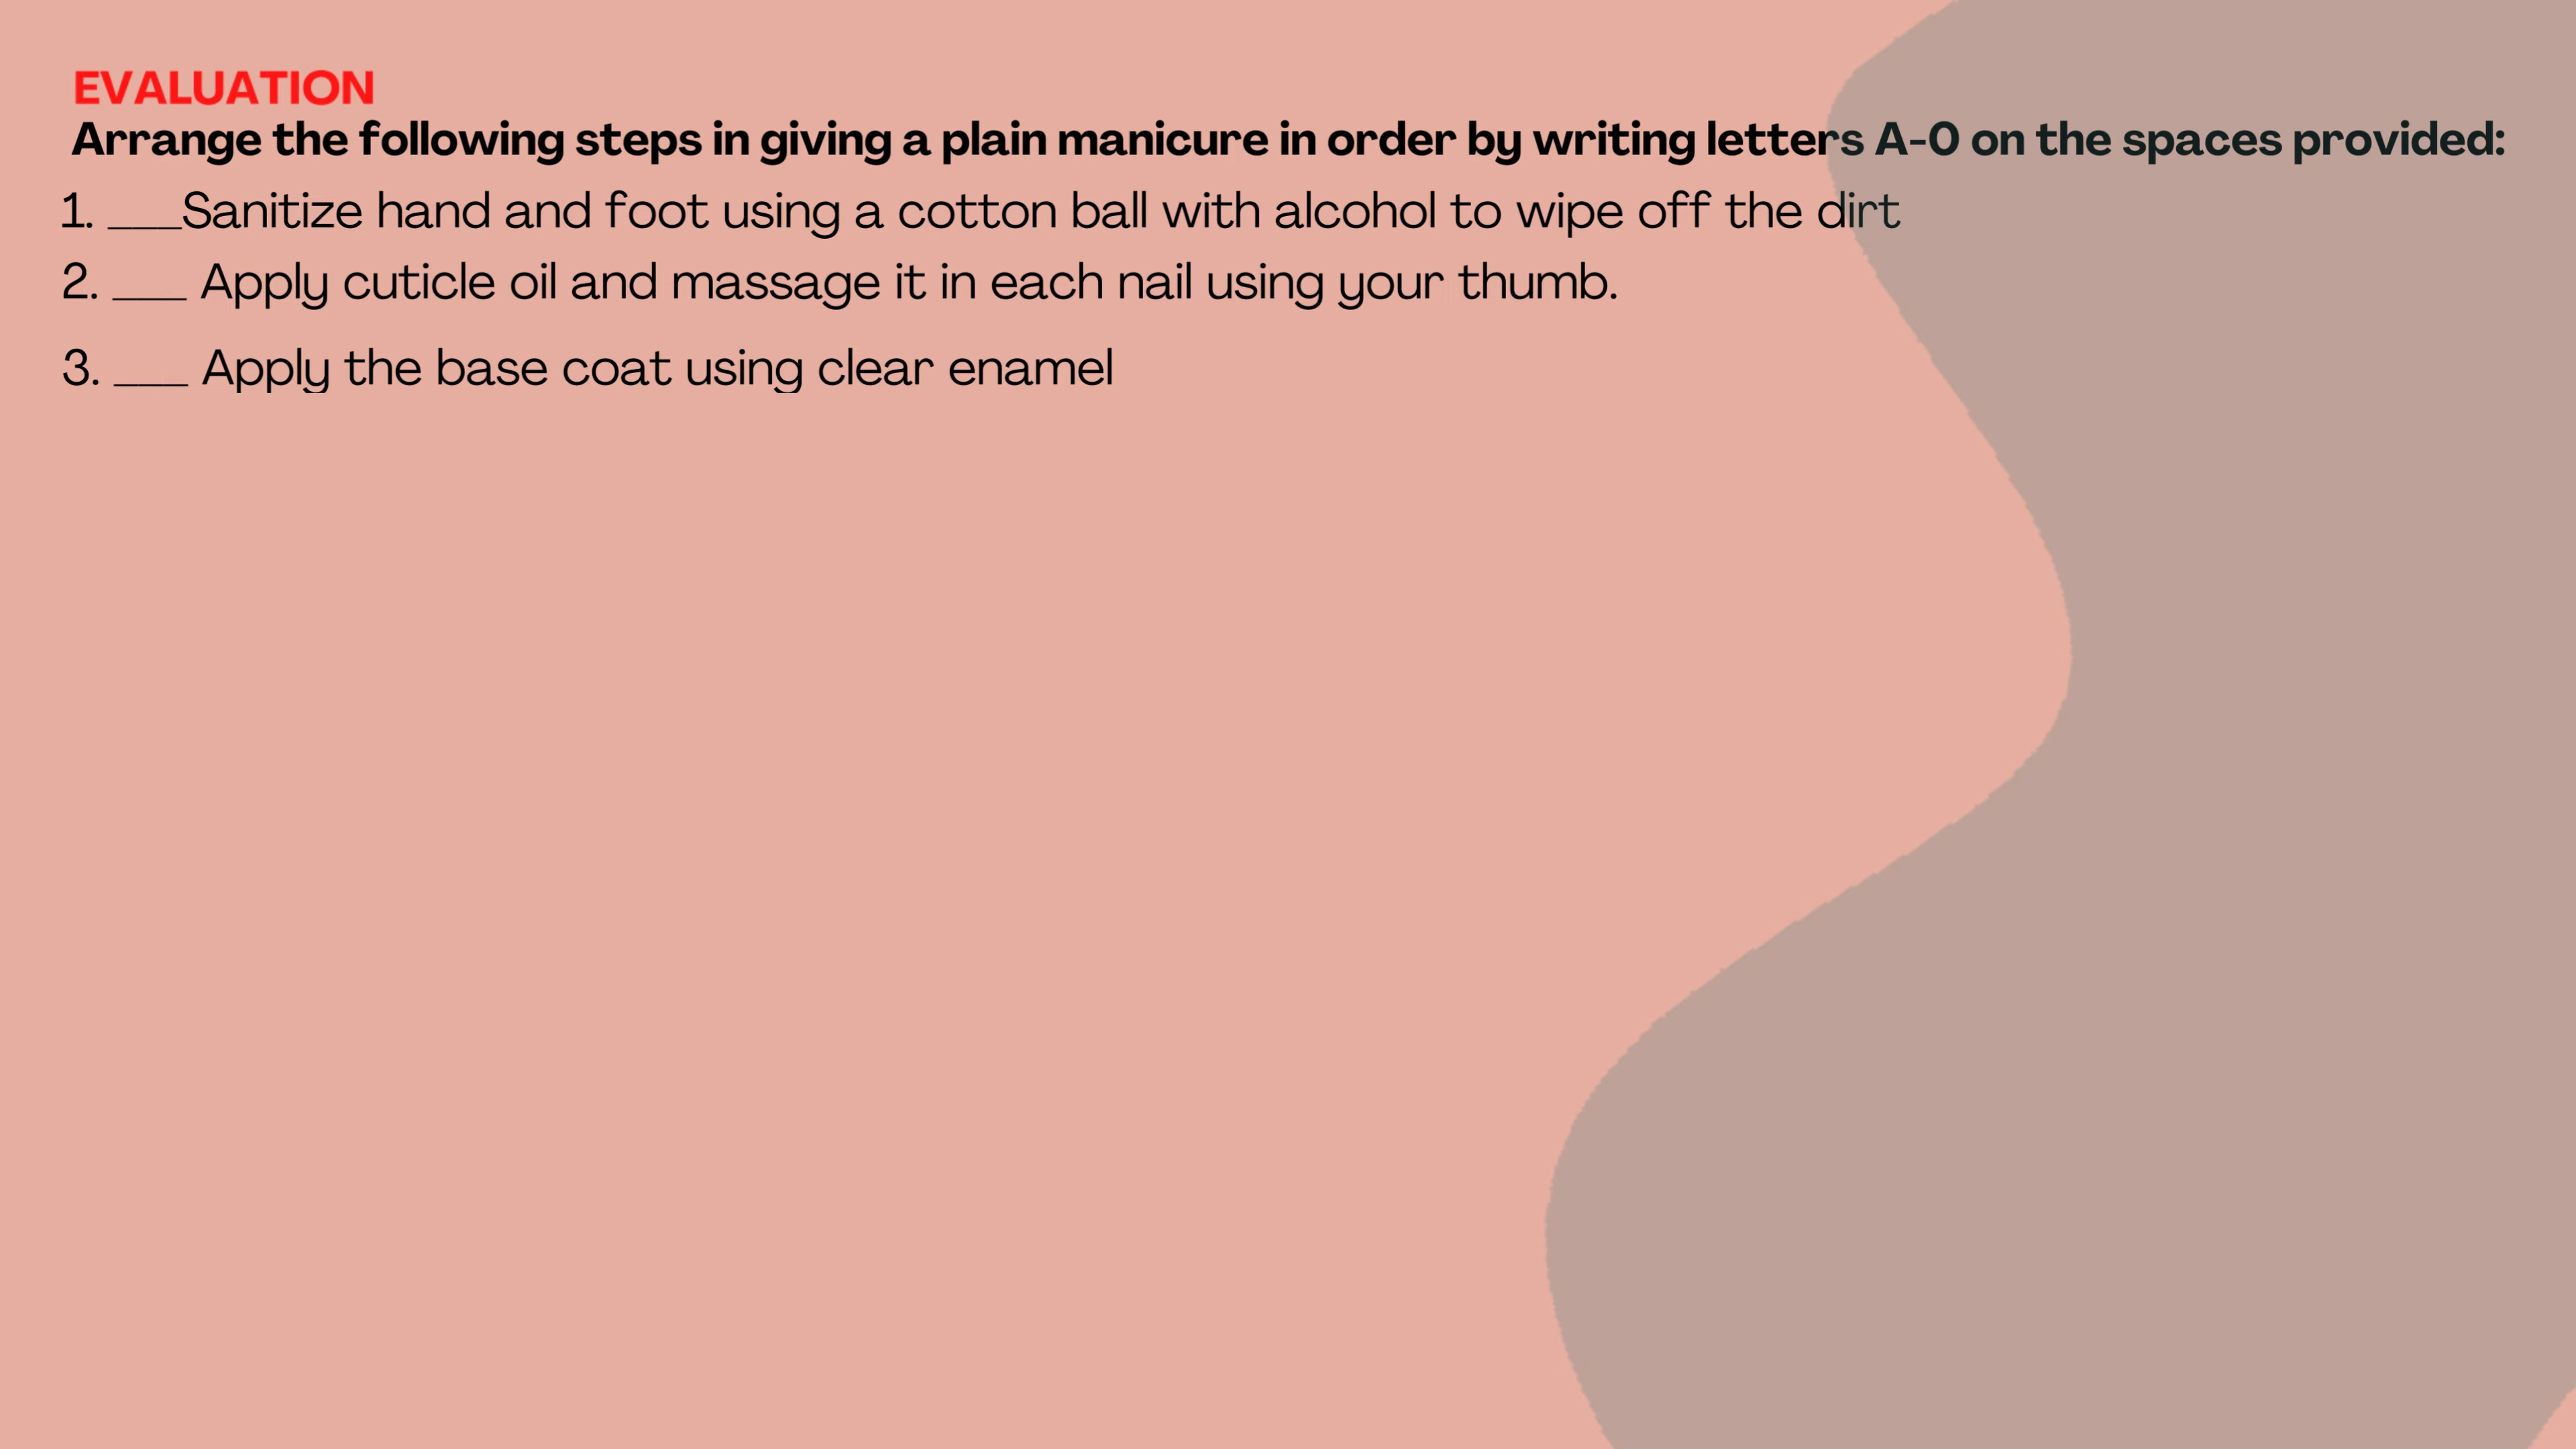 EVALUATION
Arrange the following steps in giving a plain manicure in order by writing letters A-O on the spaces provided:
1. ___Sanitize hand and foot using a cotton ball with alcohol to wipe off the dirt
2. ___ Apply cuticle oil and massage it in each nail using your thumb.
3. ___ Apply the base coat using clear enamel